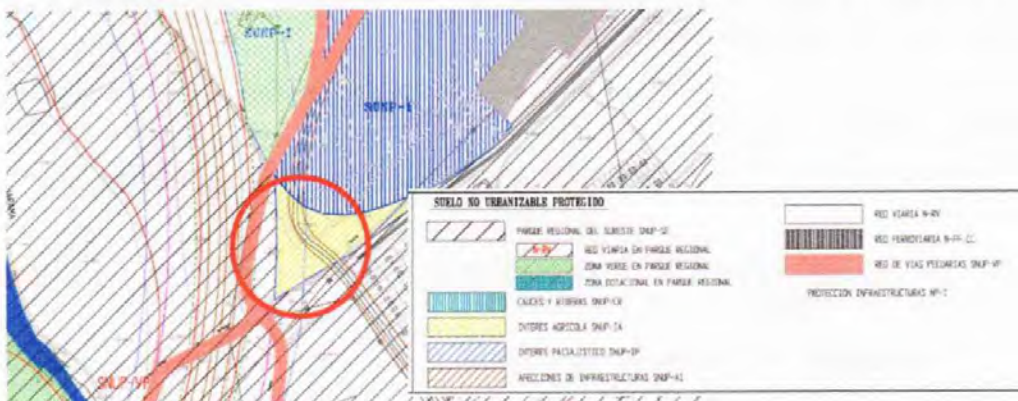 SUNP-1
SNUP-VP
SUELO NO URBANIZABLE PROTEGIDO
PARQUE REGIONAL DEL SURESTE SNUP-SE
RED VIARIA EN PARQUE REGIONAL
ZONA VERDE EN PARQUE REGIONAL
ZONA DOTACIONAL EN PARQUE REGIONAL
CAUCES Y RIBERAS SNUP-CR
INTERES AGRICOLA SNUP-IA
INTERES PAISAJISTICO SNUP-IP
AFECCIONES DE INFRAESTRUCTURAS SNUP-AI
RED VIARIA N-RV
RED FERROVIARIA N-FF.CC.
RED DE VIAS PECUARIAS SNUP-VP
PROTECCION INFRAESTRUCTURAS NP-I